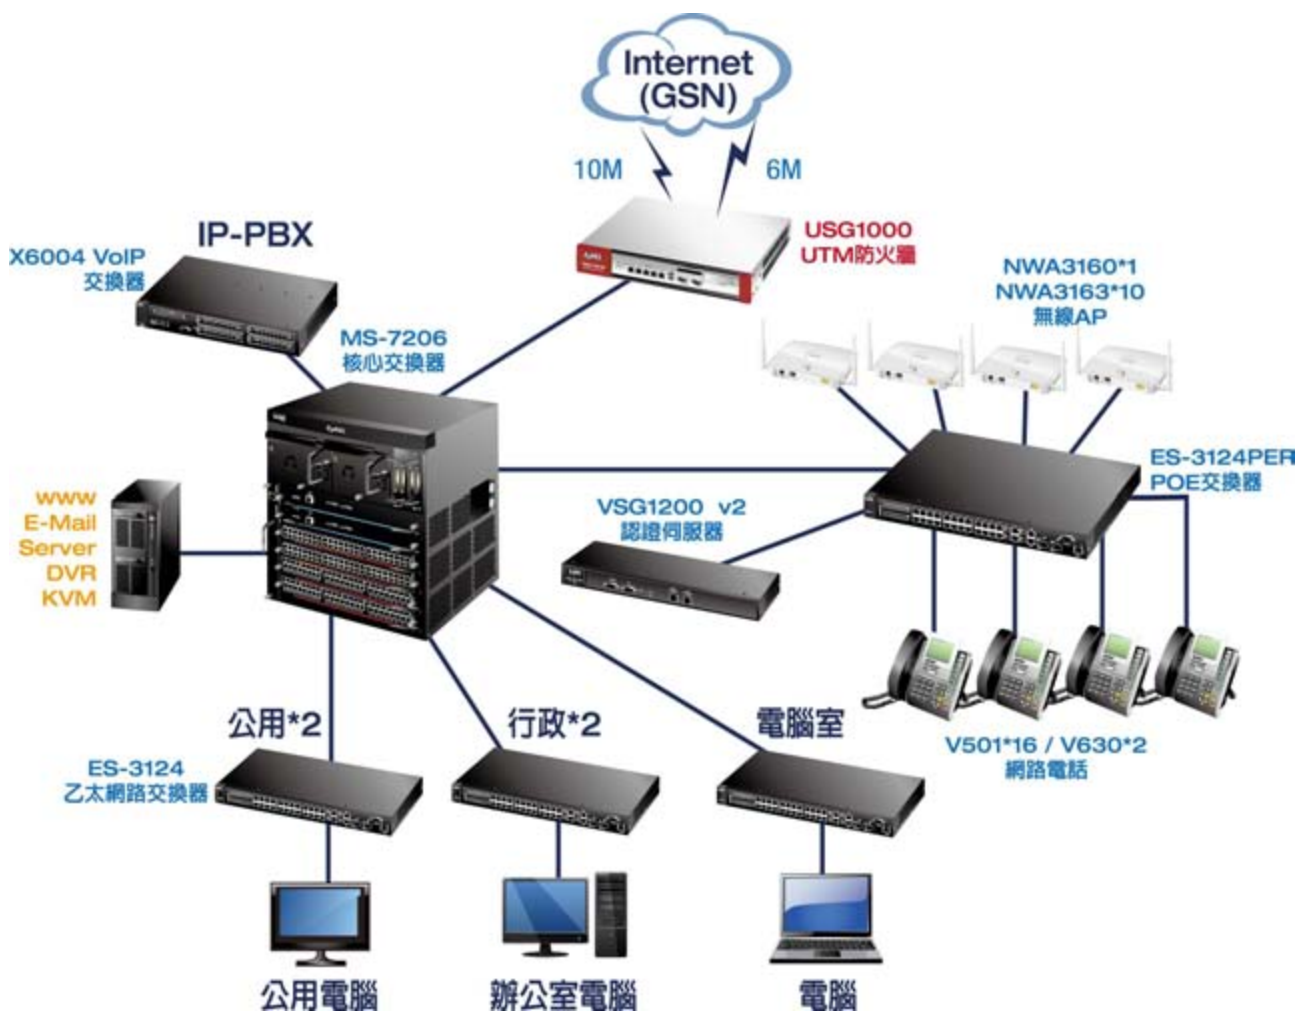 Internet
(GSN)
10M
6M
USG1000
UTM防火牆
IP-PBX
X6004 VoIP
交換器
MS-7206
核心交換器
NWA3160*1
NWA3163*10
無線AP
ES-3124PER
POE交換器
VSG1200 v2
認證伺服器
WWW
E-Mail
Server
DVR
KVM
公用*2
行政*2
電腦室
ES-3124
乙太網路交換器
V501*16 / V630*2
網路電話
公用電腦
辦公室電腦
電腦